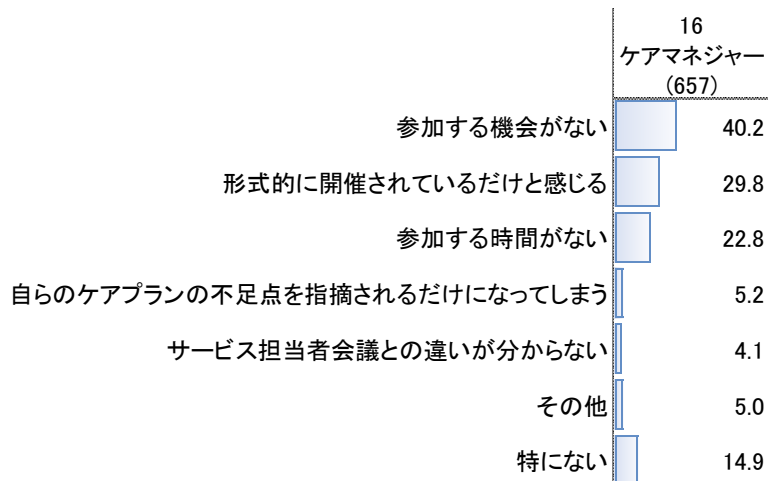 16
ケアマネジャー
(657)
参加する機会がない 40.2
形式的に開催されているだけと感じる 29.8
参加する時間がない 22.8
自らのケアプランの不足点を指摘されるだけになってしまう 5.2
サービス担当者会議との違いが分からない 4.1
その他 5.0
特にない 14.9